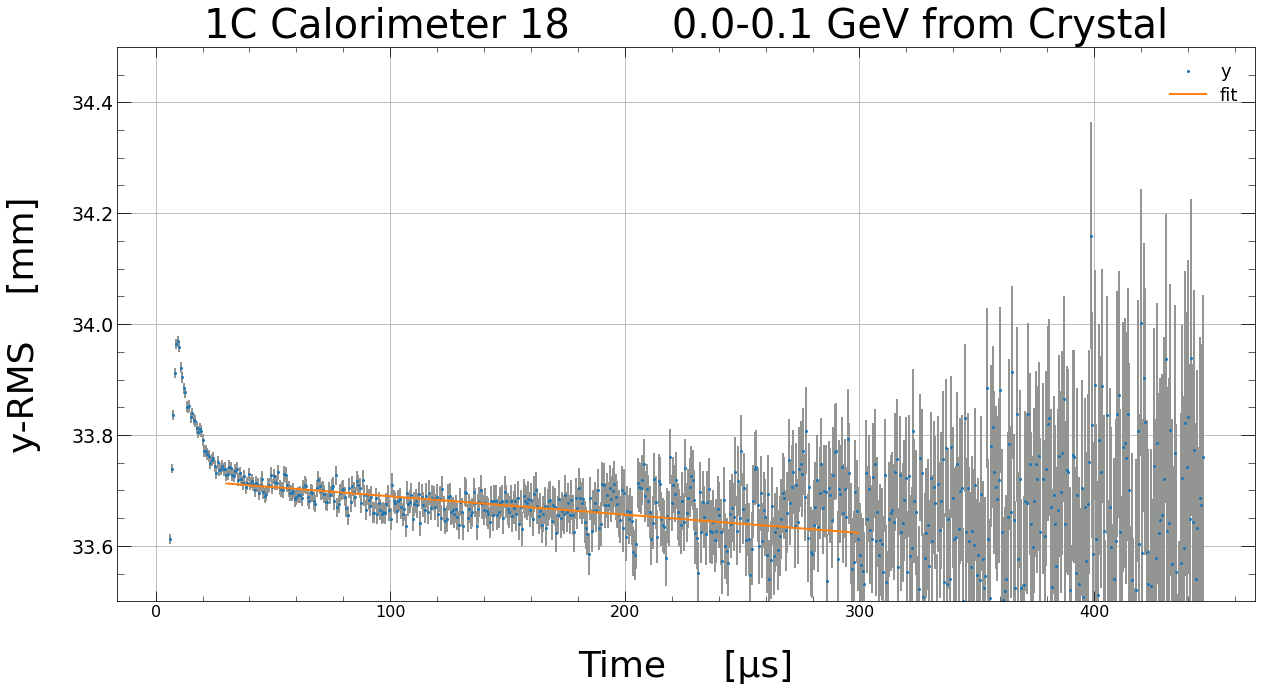 1C Calorimeter 18 0.0-0.1 GeV from Crystal
y
fit
y-RMS [mm]
34.4
34.2
34.0
33.8
33.6
0 100 200 300 400
Time [μs]